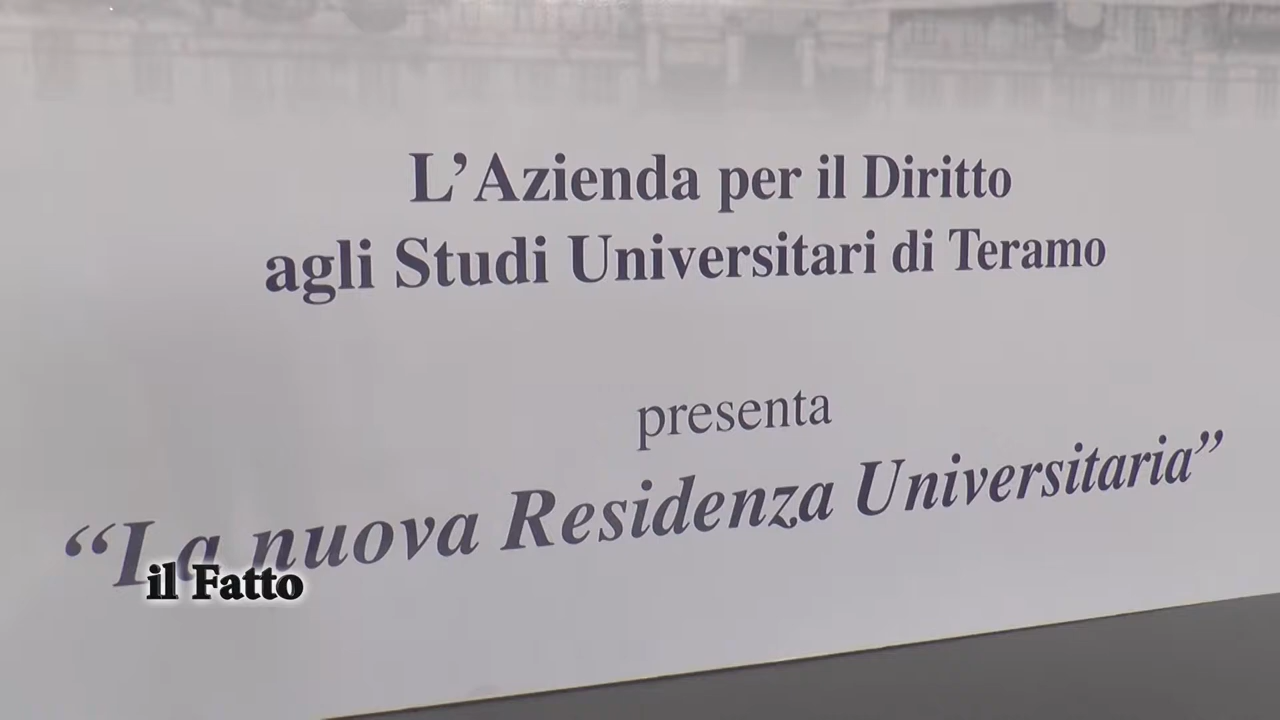 L'Azienda per il Diritto
agli Studi Universitari di Teramo
presenta
“La nuova Residenza Universitaria”
il Fatto